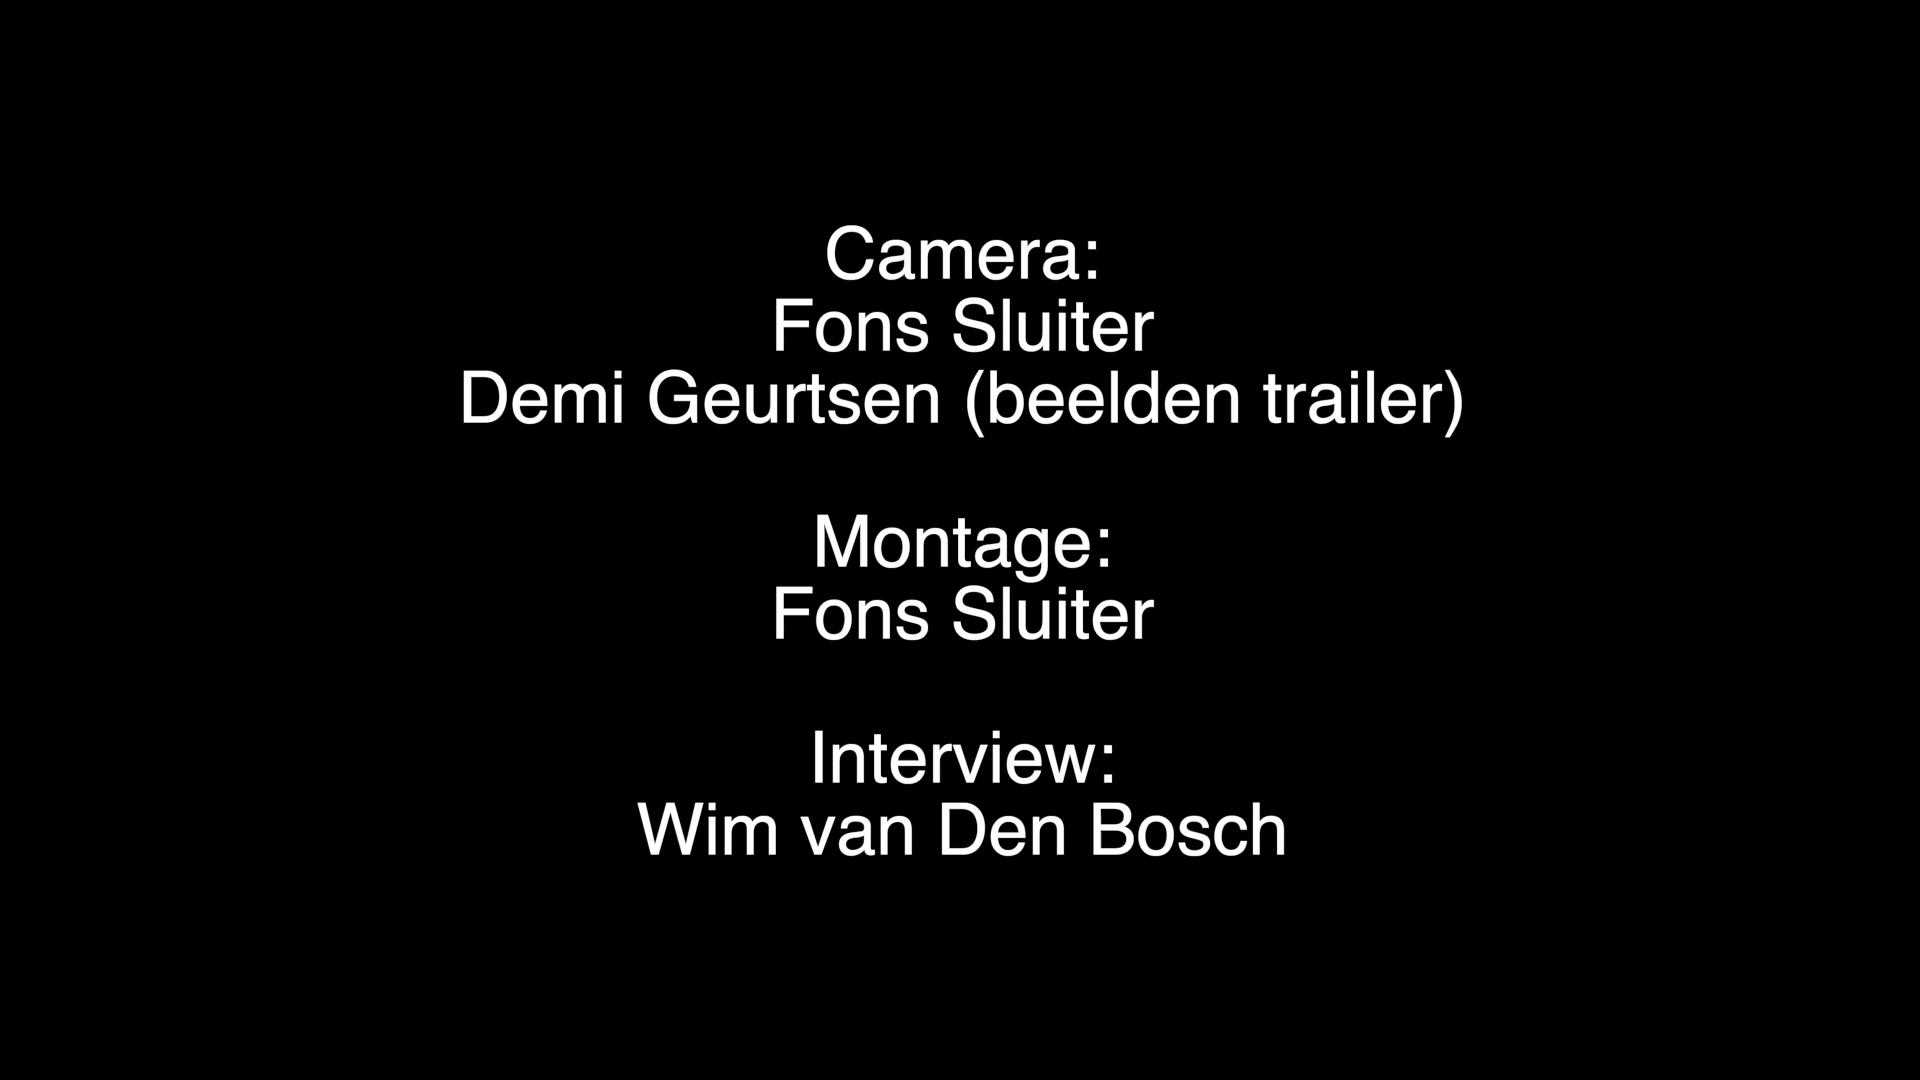 Camera:
Fons Sluiter
Demi Geurtsen (beelden trailer)
Montage:
Fons Sluiter
Interview:
Wim van Den Bosch